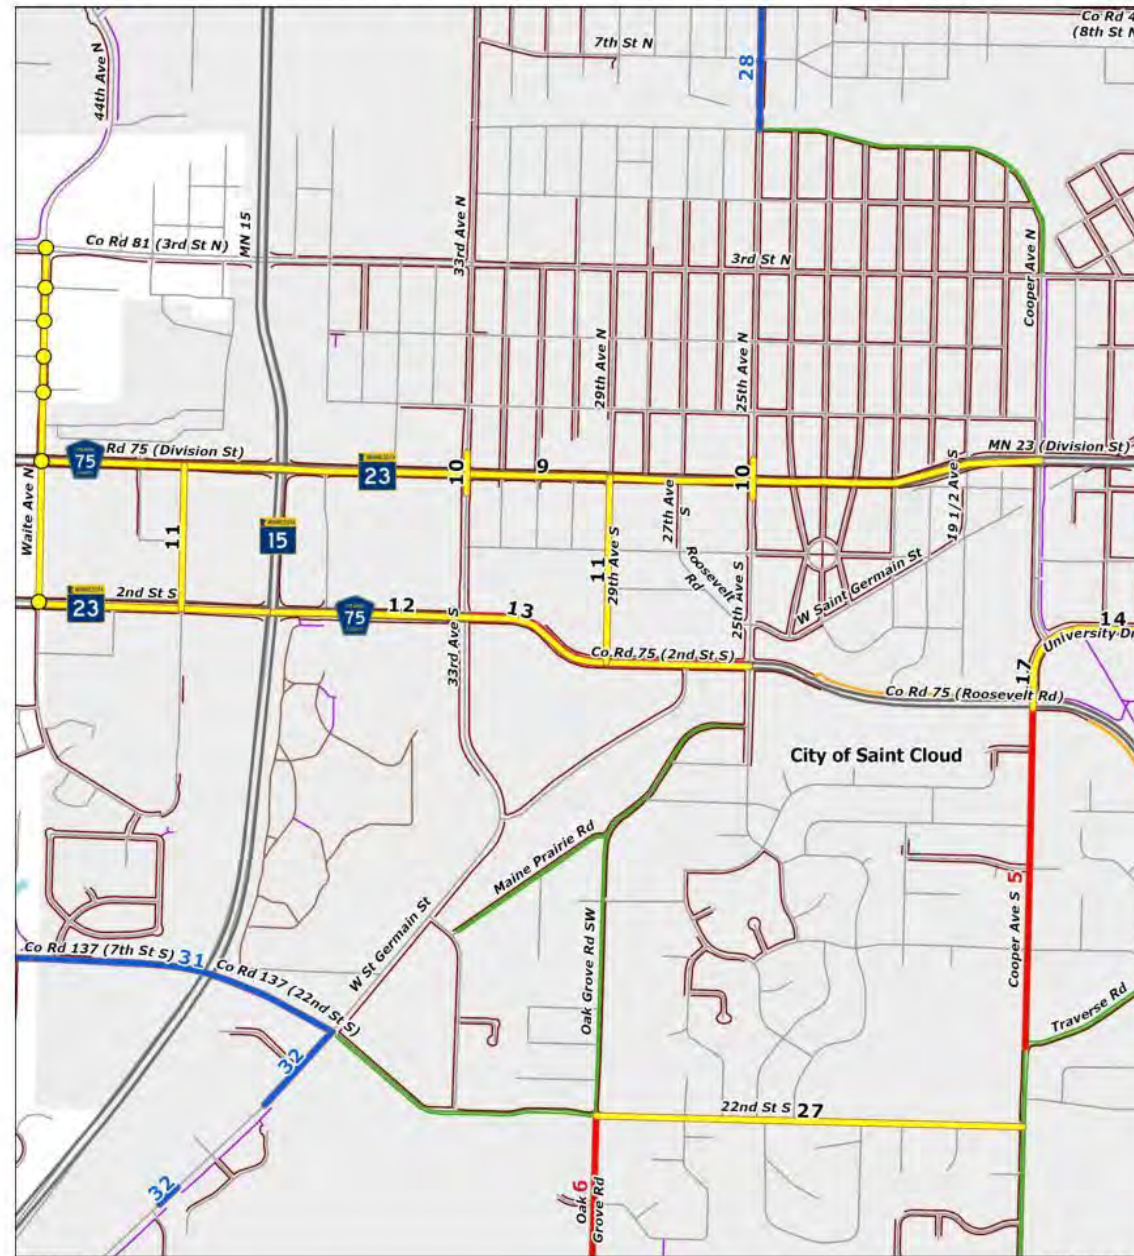 Co Rd 4
(8th St N
7th St N
28
44th Ave N
MN 15
33rd Ave N
Co Rd 81 (3rd St N)
3rd St N
Cooper Ave N
29th Ave N
25th Ave N
Rd 75 (Division St)
MN 23 (Division St)
75
23
10
9
10
19 1/2 Ave S
Waite Ave N
11
15
27th Ave
S
11
29th Ave S
Roosevelt
Rd
25th Ave S
W Saint Germain St
2nd St S
23
75
12
13
14
University Dr
33rd Ave S
Co Rd 75 (2nd St S)
17
Co Rd 75 (Roosevelt Rd)
City of Saint Cloud
Maine Prairie Rd
5
W St Germain St
Oak Grove Rd SW
Cooper Ave S
Co Rd 137 (7th St S)
31
Co Rd 137 (22nd St S)
Traverse Rd
32
22nd St S
27
32
6
Oak
Grove Rd